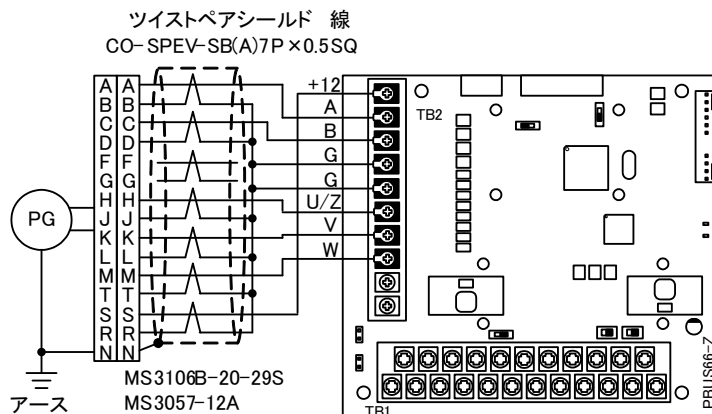 ツイストペアシールド 線
CO-SPEV-SB(A)7P×0.5SQ
A A
B B
C C
D D
F F
G G
H H
J J
K K
L L
M M
T T
S S
R R
N N
PG
アース
MS3106B-20-29S
MS3057-12A
+12
A
B
G
G
U/Z
V
W
TB2
TB1
PBUS66-Z